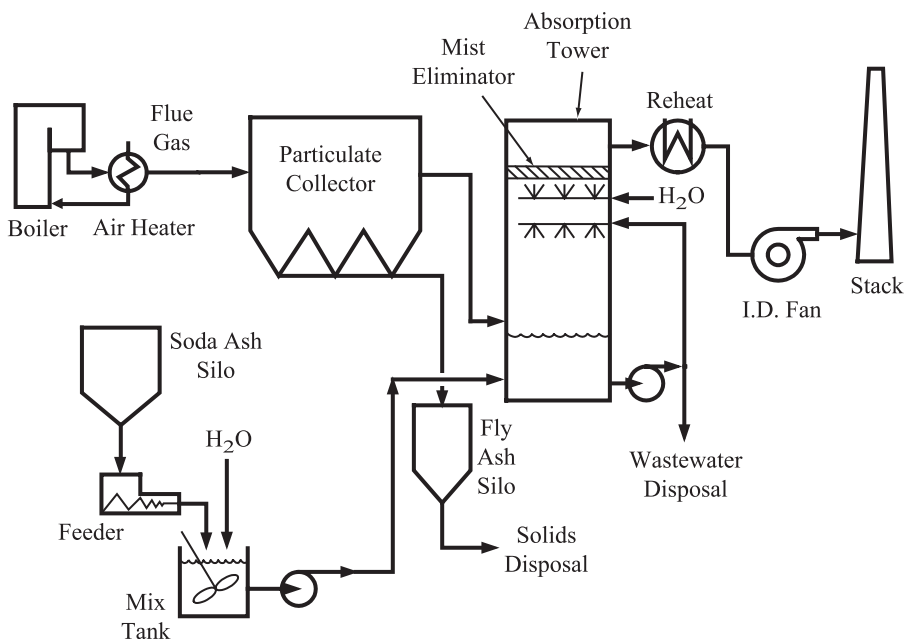 Absorption
Tower
Mist
Eliminator
Reheat
Flue
Gas
Particulate
Collector
H2O
Boiler
Air Heater
Stack
I.D. Fan
Soda Ash
Silo
H2O
Fly
Ash
Silo
Wastewater
Disposal
Feeder
Solids
Disposal
Mix
Tank